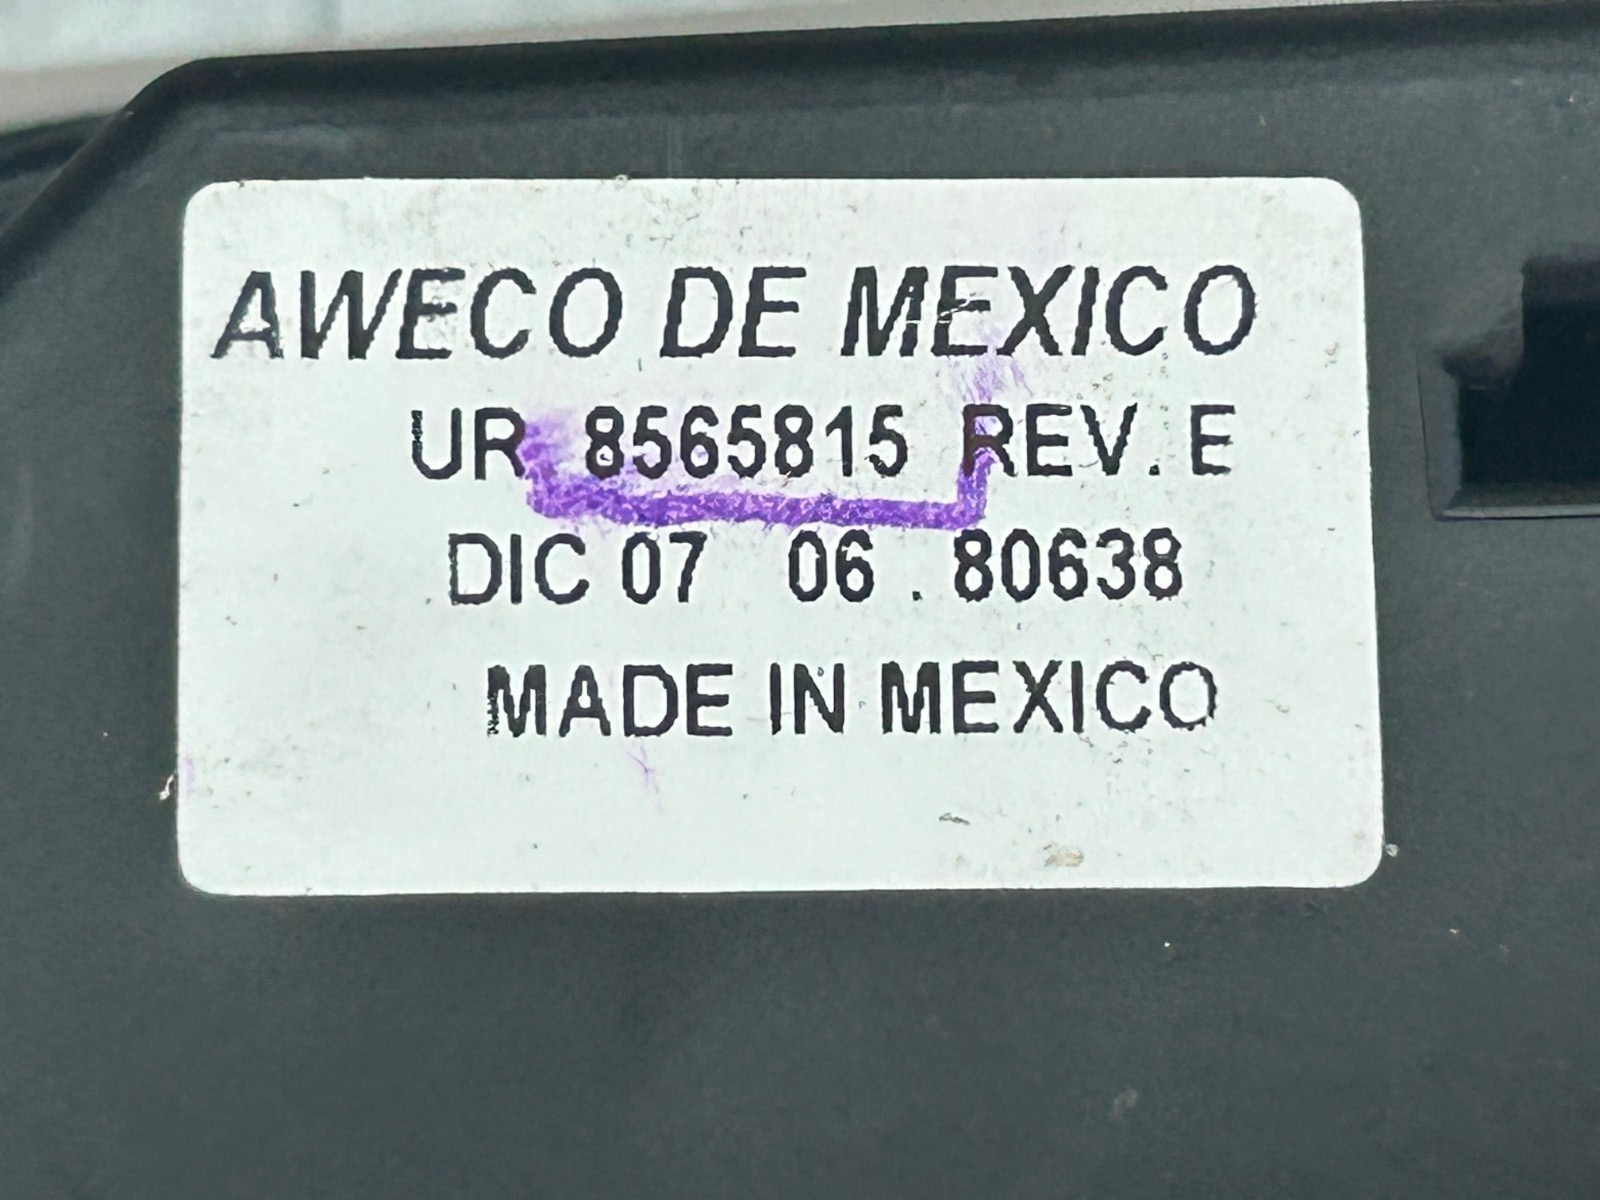 AWECO DE MEXICO
UR 8565815 REV. E
DIC 07 06 . 80638
MADE IN MEXICO